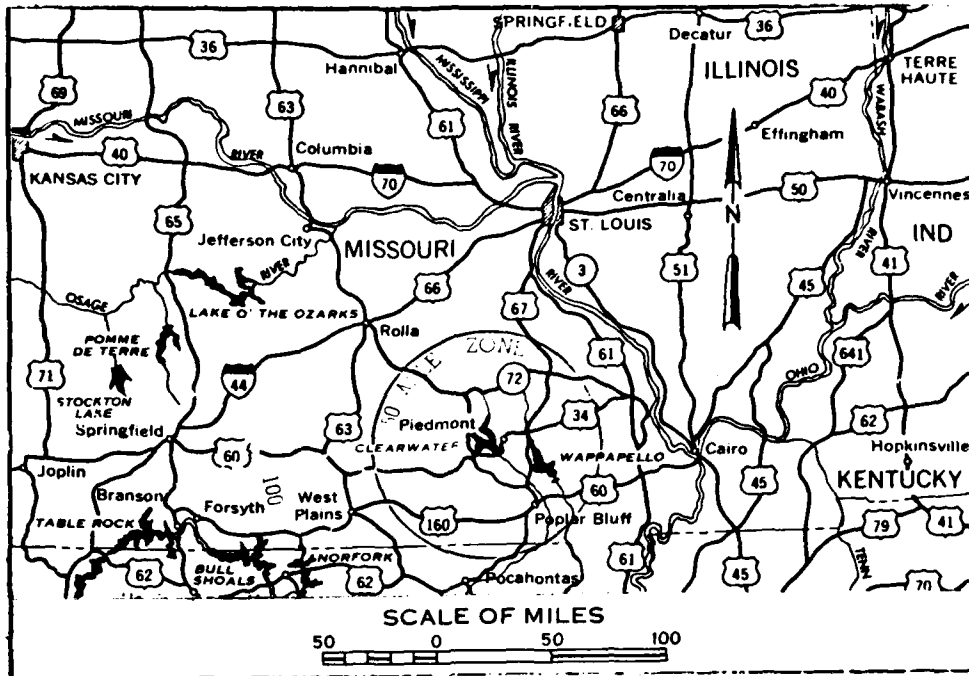 SPRINGFIELD
Decatur
36
36
36
Hannibal
MISSISSIPPI
ILLINOIS
RIVER
ILLINOIS
TERRE
HAUTE
WABASH
RIVER
69
MISSOURI
RIVER
63
61
66
40
Effingham
40
Columbia
70
70
KANSAS CITY
50
Centralia
Vincennes
65
ST. LOUIS
N
IND
Jefferson City
MISSOURI
3
RIVER
51
45
41
RIVER
OSAGE
RIVER
66
LAKE O' THE OZARKS
67
Rolla
POMME
DE TERRE
61
641
OHIO
MILE ZONE
71
44
72
STOCKTON
LAKE
Springfield
63
Piedmont
34
62
60
CLEARWATER
WAPPAPELLO
Cairo
Hopkinsville
Joplin
100
60
45
KENTUCKY
Branson
Forsyth
West
Plains
160
Poplar Bluff
TABLE ROCK
79
41
NORFORK
61
BULL
SHOALS
62
62
Pocahontas
45
TENN
70
SCALE OF MILES
50 0 50 100